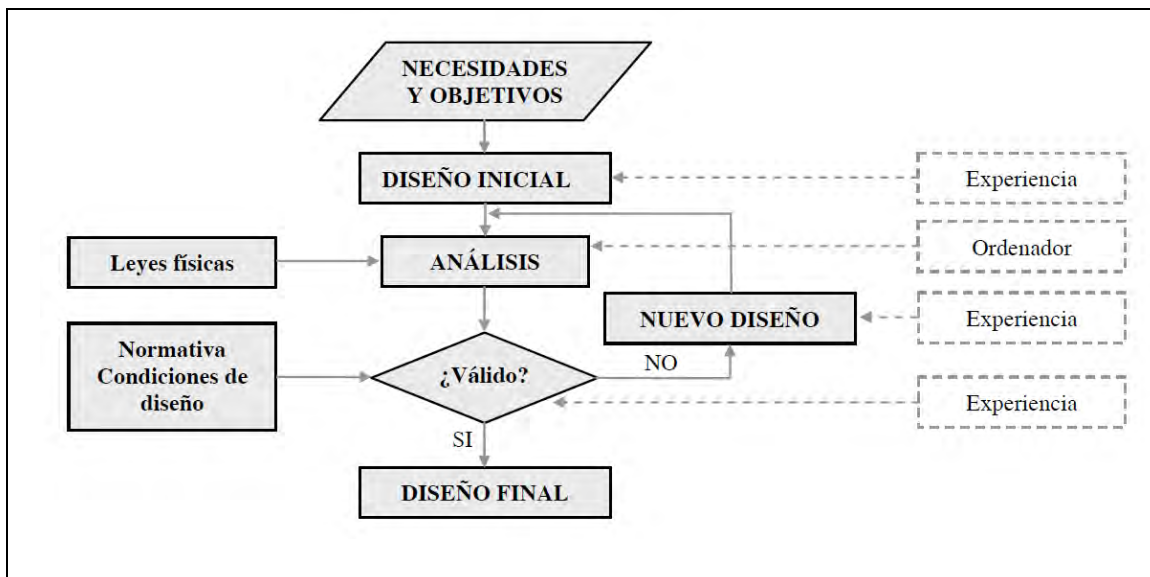 NECESIDADES
Y OBJETIVOS
DISEÑO INICIAL
Experiencia
Leyes físicas
ANÁLISIS
Ordenador
NUEVO DISEÑO
Experiencia
Normativa
Condiciones de
diseño
¿Válido?
NO
Experiencia
SI
DISEÑO FINAL